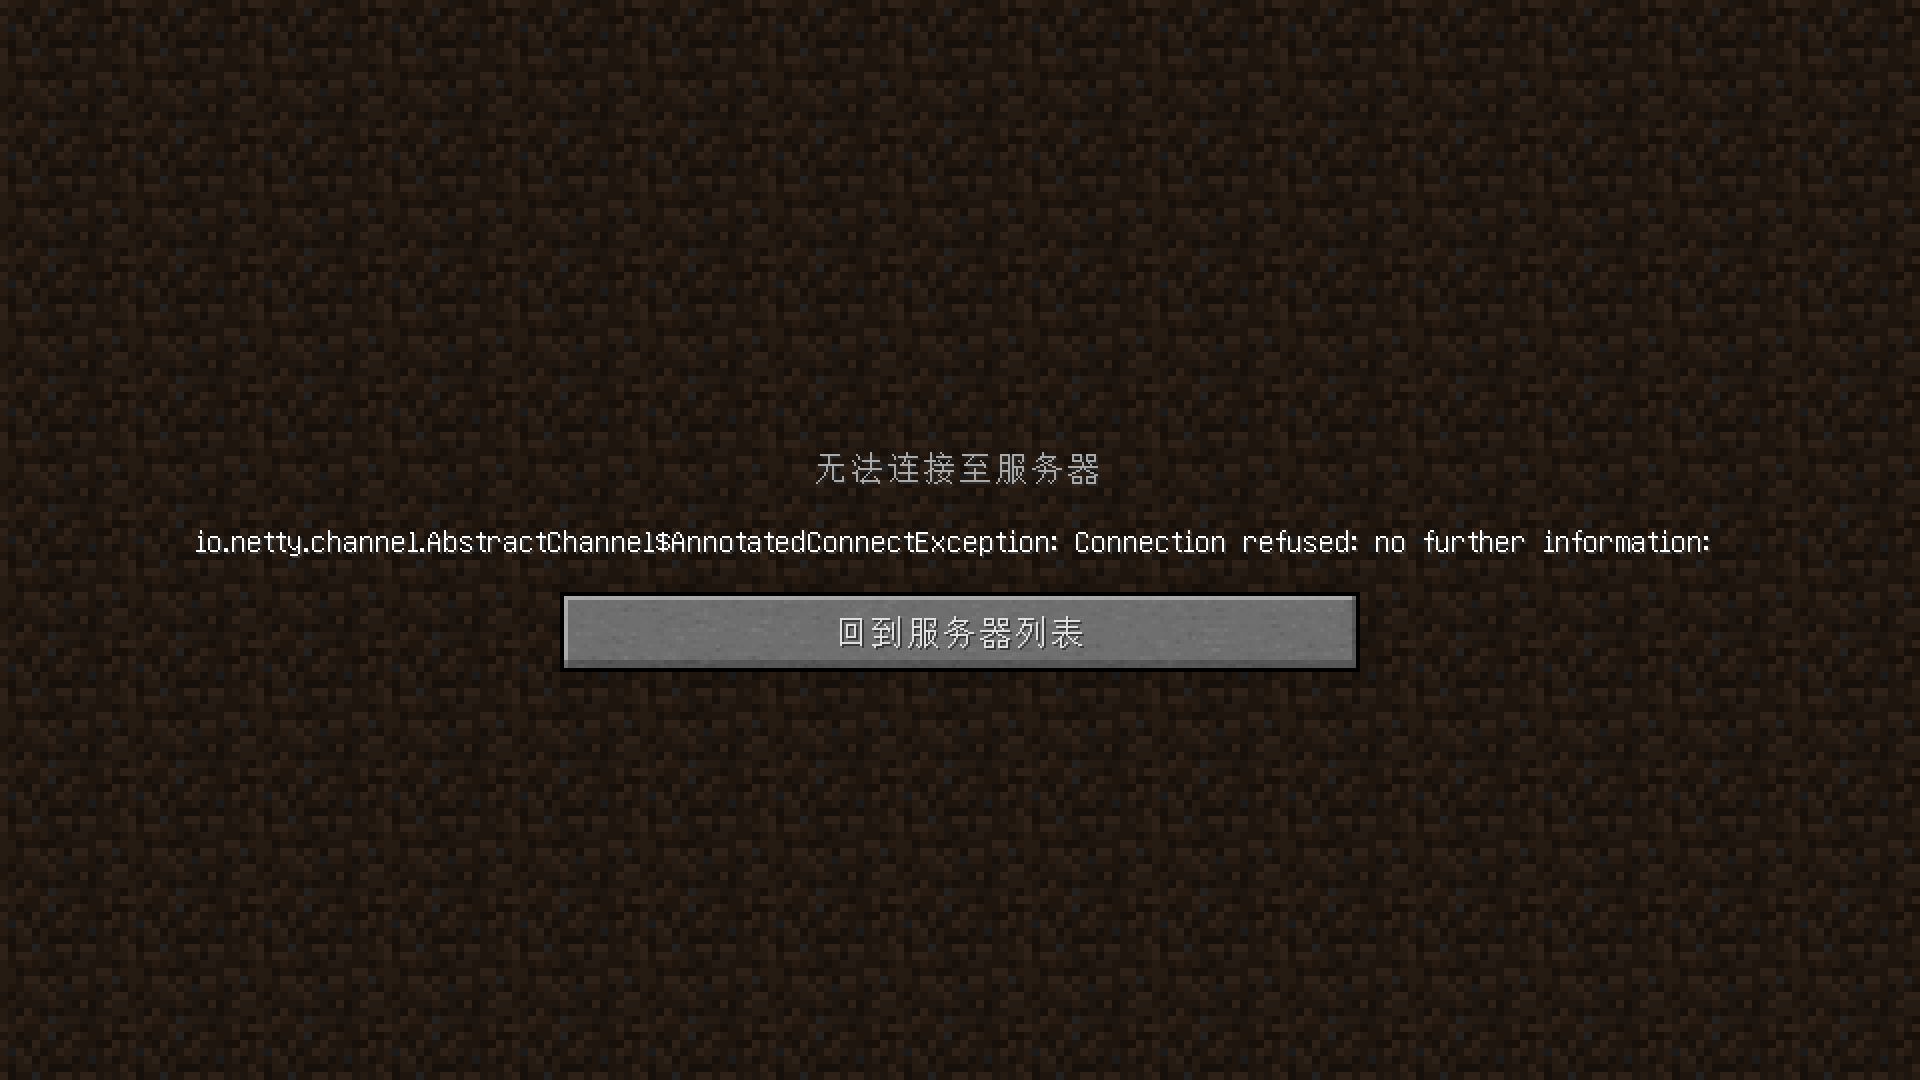 无法连接至服务器
io.netty.channel.AbstractChannel$AnnotatedConnectException: Connection refused: no further information:
回到服务器列表